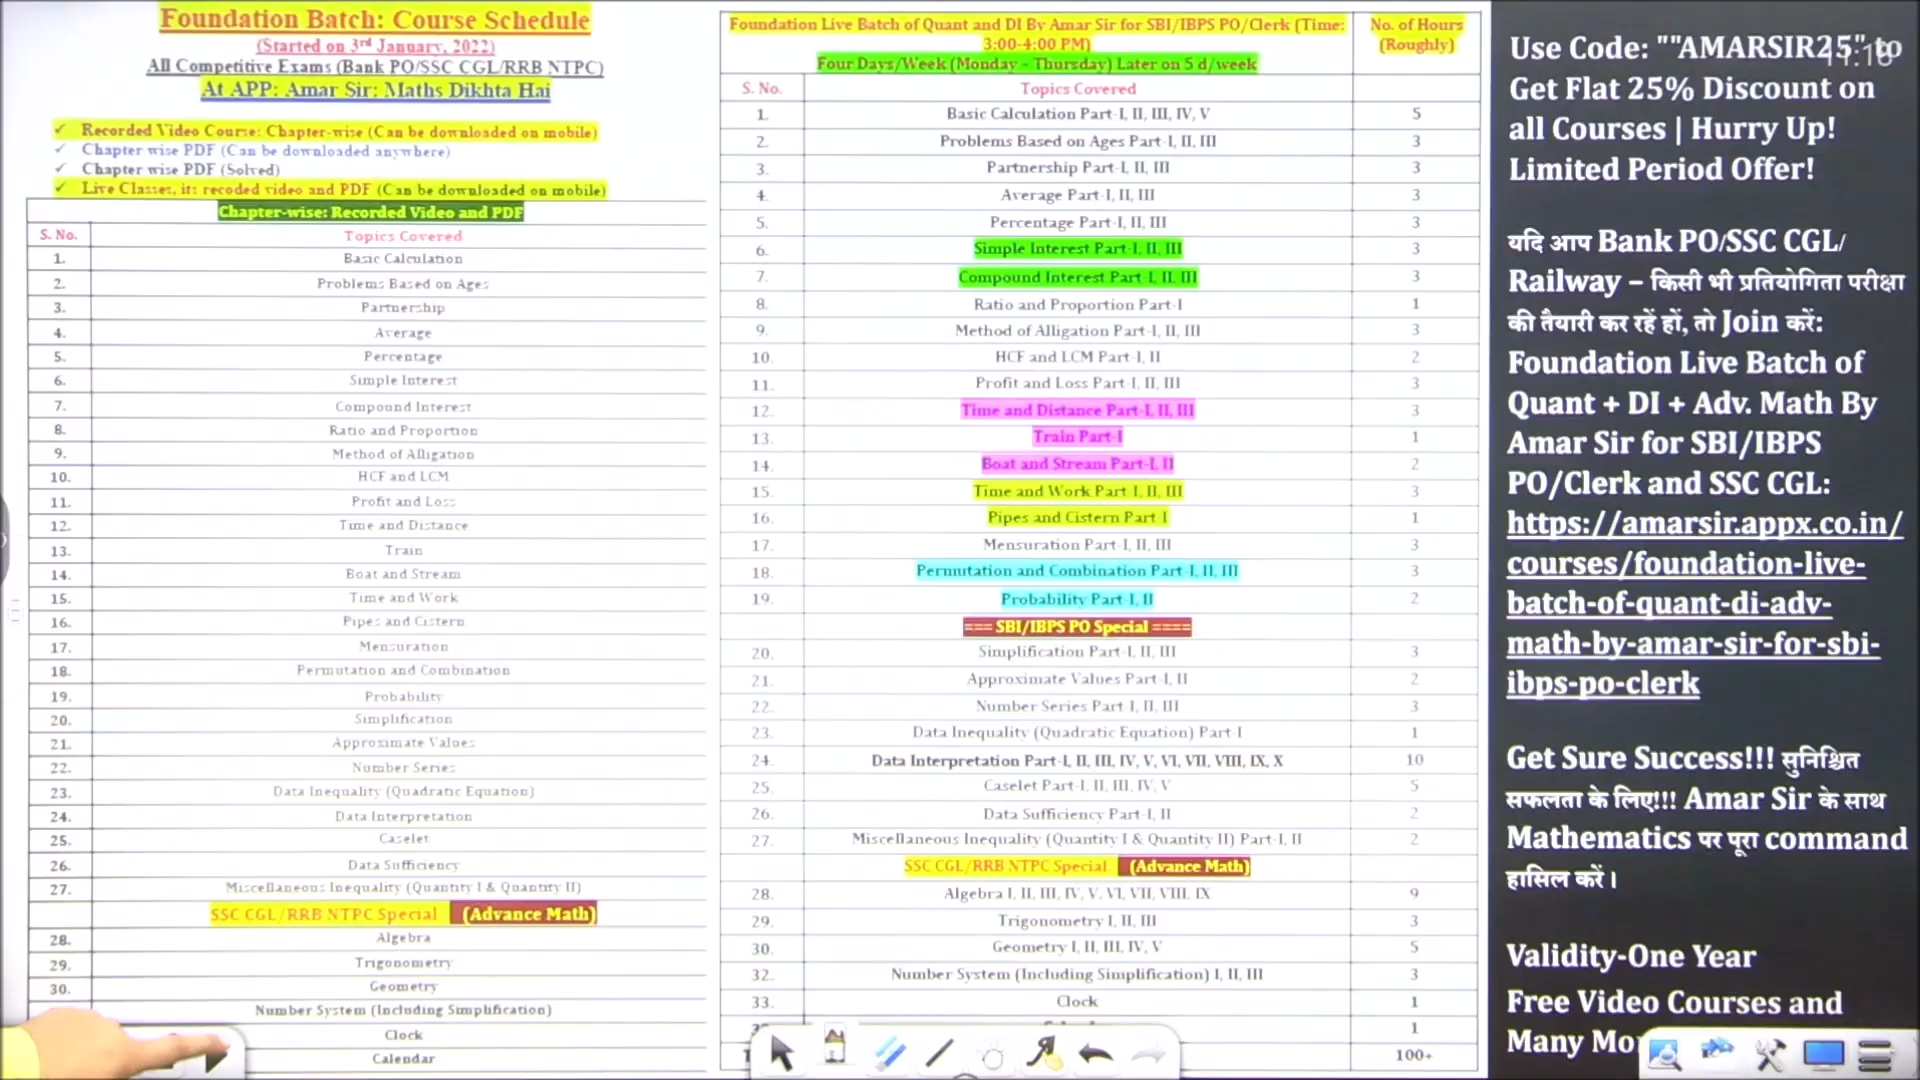 Foundation Batch: Course Schedule
(Started on 3rd January, 2022)
All Competitive Exams (Bank PO/SSC CGL/RRB NTPC)
At APP: Amar Sir: Maths Dikhta Hai
✓ Recorded Video Course: Chapter-wise (Can be downloaded on mobile)
✓ Chapter wise PDF (Can be downloaded anywhere)
✓ Chapter wise PDF (Solved)
✓ Live Classes, its recoded video and PDF (Can be downloaded on mobile)
Chapter-wise: Recorded Video and PDF
S. No. Topics Covered
1. Basic Calculation
2. Problems Based on Ages
3. Partnership
4. Average
5. Percentage
6. Simple Interest
7. Compound Interest
8. Ratio and Proportion
9. Method of Alligation
10. HCF and LCM
11. Profit and Loss
12. Time and Distance
13. Train
14. Boat and Stream
15. Time and Work
16. Pipes and Cistern
17. Mensuration
18. Permutation and Combination
19. Probability
20. Simplification
21. Approximate Values
22. Number Series
23. Data Inequality (Quadratic Equation)
24. Data Interpretation
25. Caselet
26. Data Sufficiency
27. Miscellaneous Inequality (Quantity I & Quantity II)
SSC CGL/RRB NTPC Special (Advance Math)
28. Algebra
29. Trigonometry
30. Geometry
Number System (Including Simplification)
Clock
Calendar
Foundation Live Batch of Quant and DI By Amar Sir for SBI/IBPS PO/Clerk (Time:
3:00-4:00 PM)
Four Days/Week (Monday - Thursday) Later on 5 d/week
No. of Hours
(Roughly)
S. No. Topics Covered
1. Basic Calculation Part-I, II, III, IV, V 5
2. Problems Based on Ages Part-I, II, III 3
3. Partnership Part-I, II, III 3
4. Average Part-I, II, III 3
5. Percentage Part-I, II, III 3
6. Simple Interest Part-I, II, III 3
7. Compound Interest Part-I, II, III 3
8. Ratio and Proportion Part-I 1
9. Method of Alligation Part-I, II, III 3
10. HCF and LCM Part-I, II 2
11. Profit and Loss Part-I, II, III 3
12. Time and Distance Part-I, II, III 3
13. Train Part-I 1
14. Boat and Stream Part-I, II 2
15. Time and Work Part-I, II, III 3
16. Pipes and Cistern Part I 1
17. Mensuration Part-I, II, III 3
18. Permutation and Combination Part-I, II, III 3
19. Probability Part-I, II 2
=== SBI/IBPS PO Special ====
20. Simplification Part-I, II, III 3
21. Approximate Values Part-I, II 2
22. Number Series Part I, II, III 3
23. Data Inequality (Quadratic Equation) Part-I 1
24. Data Interpretation Part-I, II, III, IV, V, VI, VII, VIII, IX, X 10
25. Caselet Part-I, II, III, IV, V 5
26. Data Sufficiency Part-I, II 2
27. Miscellaneous Inequality (Quantity I & Quantity II) Part-I, II 2
SSC CGL/RRB NTPC Special (Advance Math)
28. Algebra I, II, III, IV, V, VI, VII, VIII, IX 9
29. Trigonometry I, II, III 3
30. Geometry I, II, III, IV, V 5
32. Number System (Including Simplification) I, II, III 3
33. Clock 1
1
100+
Use Code: ""AMARSIR25" to
Get Flat 25% Discount on
all Courses | Hurry Up!
Limited Period Offer!
यदि आप Bank PO/SSC CGL/
Railway – किसी भी प्रतियोगिता परीक्षा
की तैयारी कर रहें हों, तो Join करें:
Foundation Live Batch of
Quant + DI + Adv. Math By
Amar Sir for SBI/IBPS
PO/Clerk and SSC CGL:
https://amarsir.appx.co.in/
courses/foundation-live-
batch-of-quant-di-adv-
math-by-amar-sir-for-sbi-
ibps-po-clerk
Get Sure Success!!! सुनिश्चित
सफलता के लिए!!! Amar Sir के साथ
Mathematics पर पूरा command
हासिल करें।
Validity-One Year
Free Video Courses and
Many